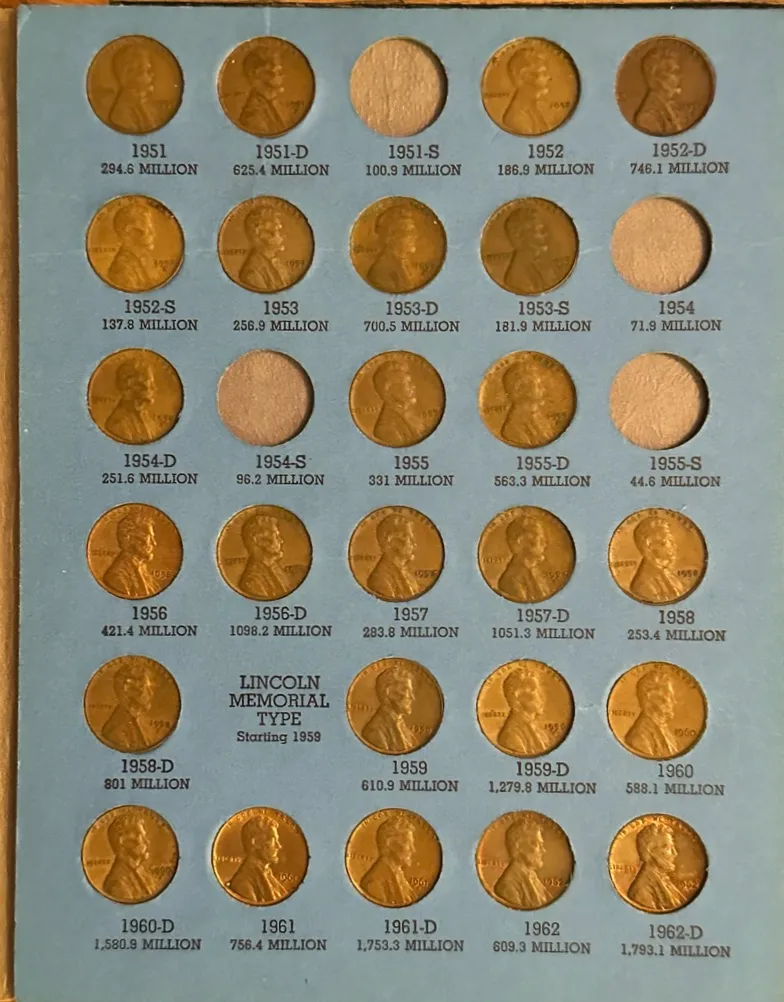 1951 1951-D 1951-S 1952 1952-D
294.6 MILLION 625.4 MILLION 100.9 MILLION 186.9 MILLION 746.1 MILLION
1952-S 1953 1953-D 1953-S 1954
137.8 MILLION 256.9 MILLION 700.5 MILLION 181.9 MILLION 71.9 MILLION
1954-D 1954-S 1955 1955-D 1955-S
251.6 MILLION 96.2 MILLION 331 MILLION 563.3 MILLION 44.6 MILLION
1956 1956-D 1957 1957-D 1958
421.4 MILLION 1098.2 MILLION 283.8 MILLION 1051.3 MILLION 253.4 MILLION
LINCOLN
MEMORIAL
TYPE
Starting 1959
1958-D 1959 1959-D 1960
801 MILLION 610.9 MILLION 1,279.8 MILLION 588.1 MILLION
1960-D 1961 1961-D 1962 1962-D
1,580.9 MILLION 756.4 MILLION 1,753.3 MILLION 609.3 MILLION 1,793.1 MILLION